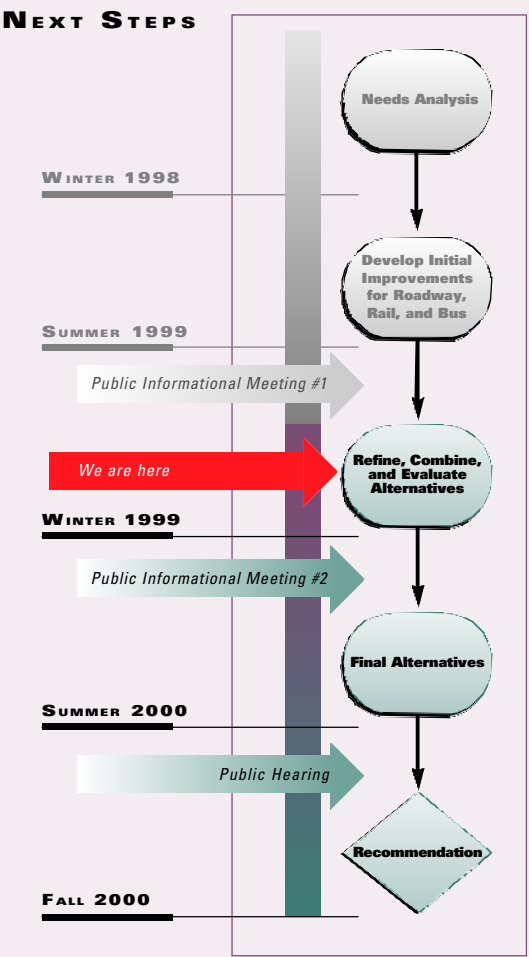 NEXT STEPS
Needs Analysis
WINTER 1998
Develop Initial
Improvements
for Roadway,
Rail, and Bus
SUMMER 1999
Public Informational Meeting #1
We are here
Refine, Combine,
and Evaluate
Alternatives
WINTER 1999
Public Informational Meeting #2
Final Alternatives
SUMMER 2000
Public Hearing
Recommendation
FALL 2000